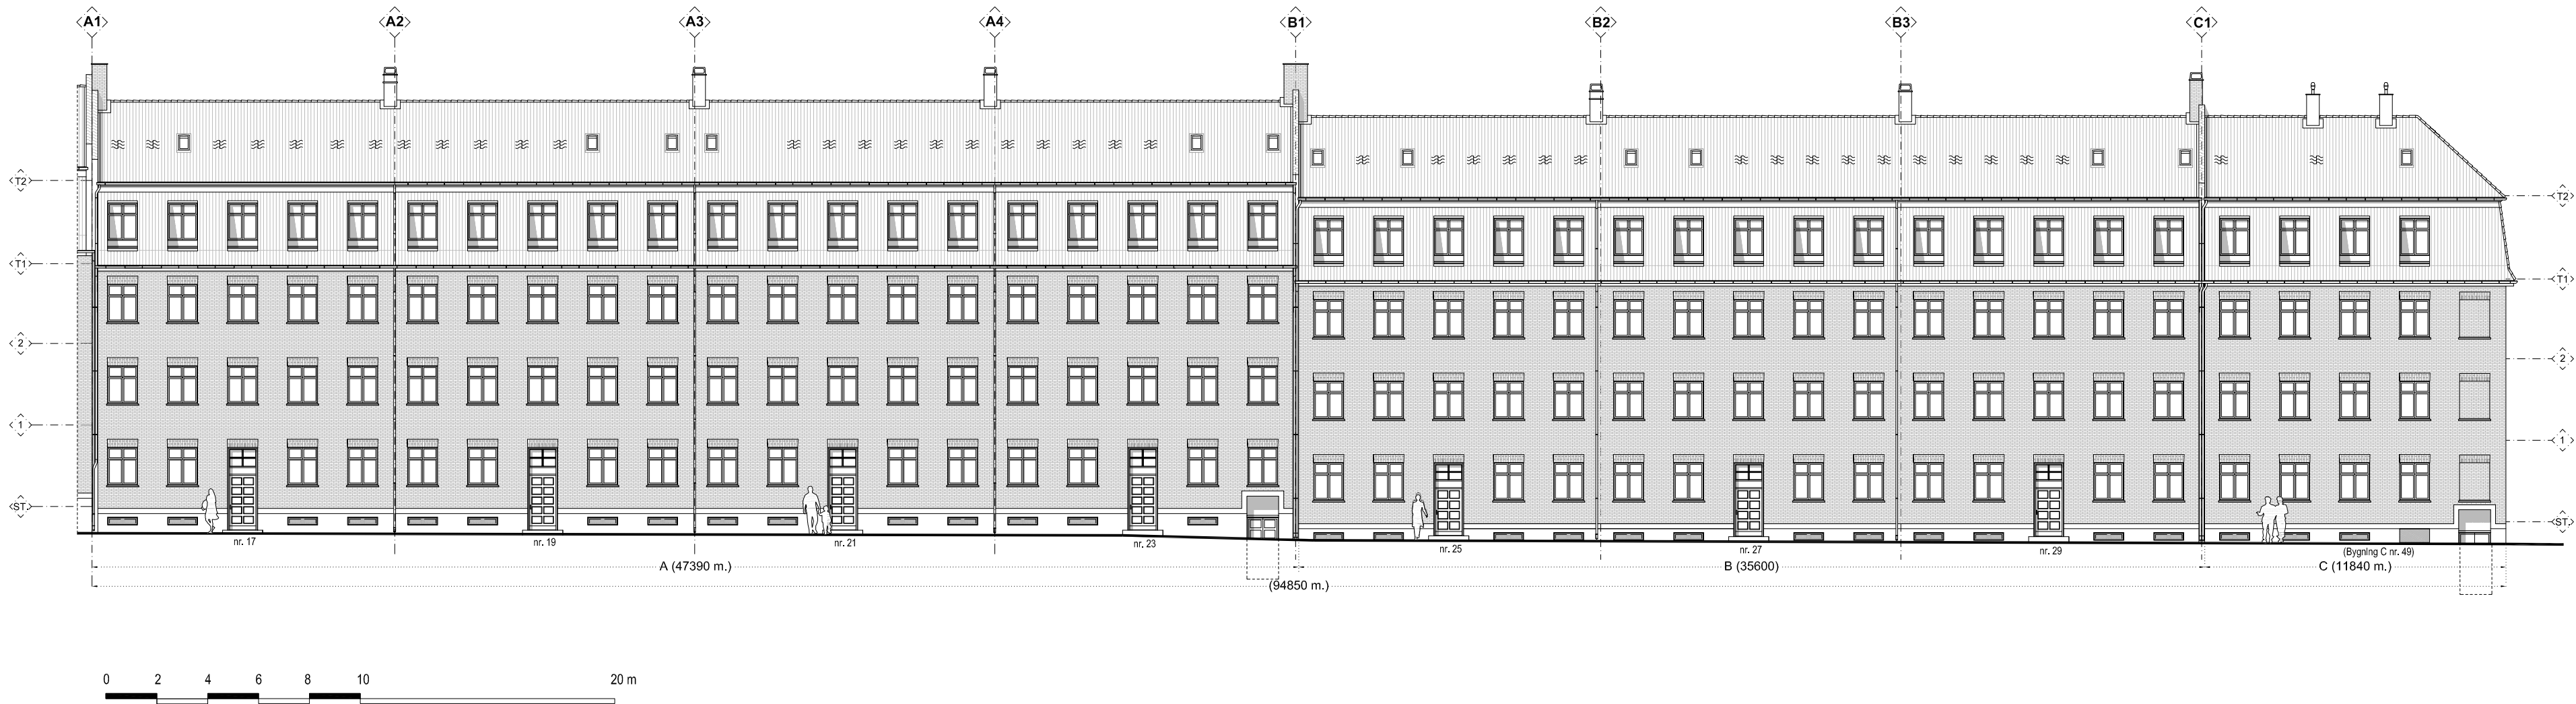 A1 A2 A3 A4 B1 B2 B3 C1
T2 T2
T1 T1
2 2
1 1
ST. ST.
nr. 17 nr. 19 nr. 21 nr. 23 nr. 25 nr. 27 nr. 29 (Bygning C nr. 49)
A (47390 m.) B (35600) C (11840 m.)
(94850 m.)
0 2 4 6 8 10 20 m